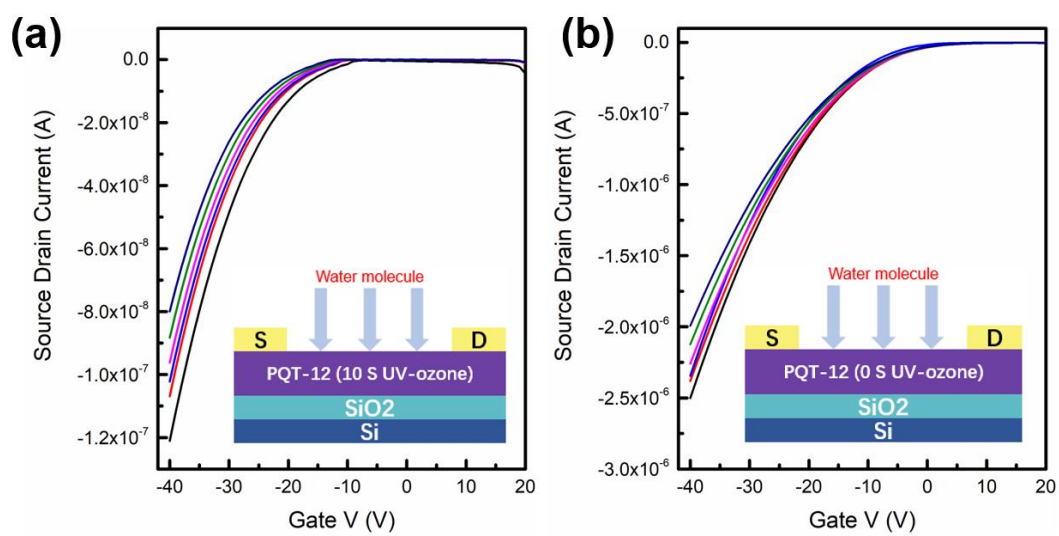 (a)
0.0
-2.0x10⁻⁸
-4.0x10⁻⁸
-6.0x10⁻⁸
-8.0x10⁻⁸
-1.0x10⁻⁷
-1.2x10⁻⁷
Source Drain Current (A)
-40 -30 -20 -10 0 10 20
Gate V (V)
Water molecule
S D
PQT-12 (10 S UV-ozone)
SiO2
Si
(b)
0.0
-5.0x10⁻⁷
-1.0x10⁻⁶
-1.5x10⁻⁶
-2.0x10⁻⁶
-2.5x10⁻⁶
-3.0x10⁻⁶
Source Drain Current (A)
-40 -30 -20 -10 0 10 20
Gate V (V)
Water molecule
S D
PQT-12 (0 S UV-ozone)
SiO2
Si